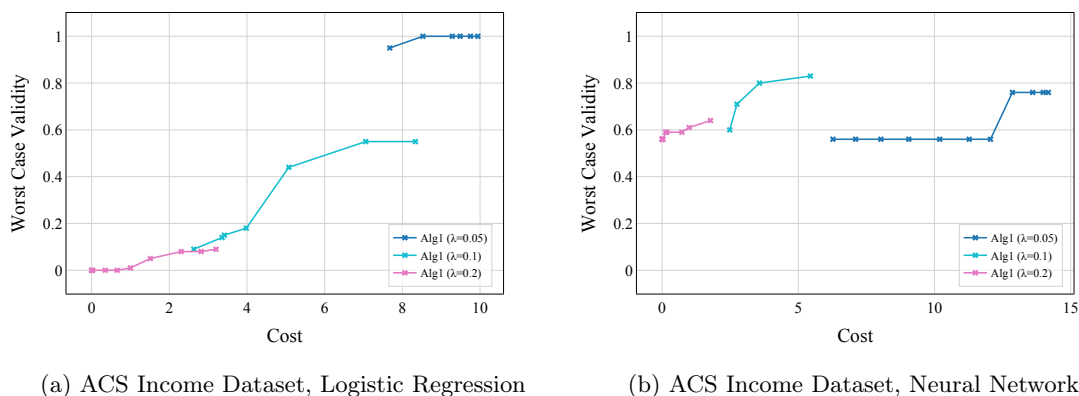 1
0.8
0.6
0.4
0.2
0
Worst Case Validity
0 2 4 6 8 10
Cost
Alg1 (λ=0.05)
Alg1 (λ=0.1)
Alg1 (λ=0.2)
(a) ACS Income Dataset, Logistic Regression
1
0.8
0.6
0.4
0.2
0
Worst Case Validity
0 5 10 15
Cost
Alg1 (λ=0.05)
Alg1 (λ=0.1)
Alg1 (λ=0.2)
(b) ACS Income Dataset, Neural Network